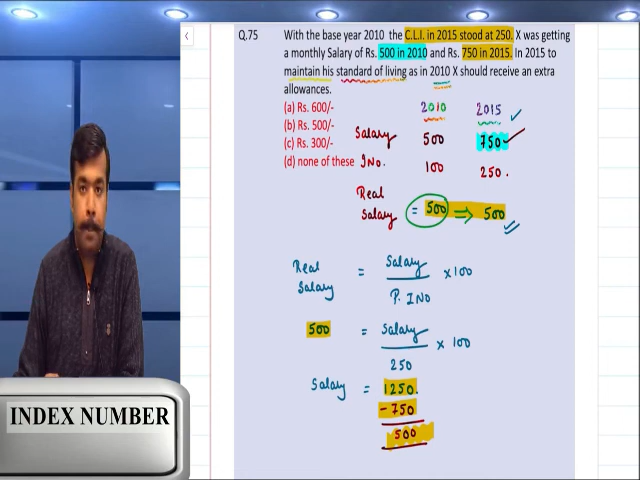 Q.75 With the base year 2010 the C.L.I. in 2015 stood at 250. X was getting
a monthly Salary of Rs. 500 in 2010 and Rs. 750 in 2015. In 2015 to
maintain his standard of living as in 2010 X should receive an extra
allowances.
(a) Rs. 600/-
(b) Rs. 500/-
(c) Rs. 300/-
(d) none of these
2010 2015
Salary 500 750
INO. 100 250.
Real
Salary = 500 ⇒ 500
Real Salary = Salary / P. INO × 100
500 = Salary / 250 × 100
Salary = 1250.
- 750
500
INDEX NUMBER